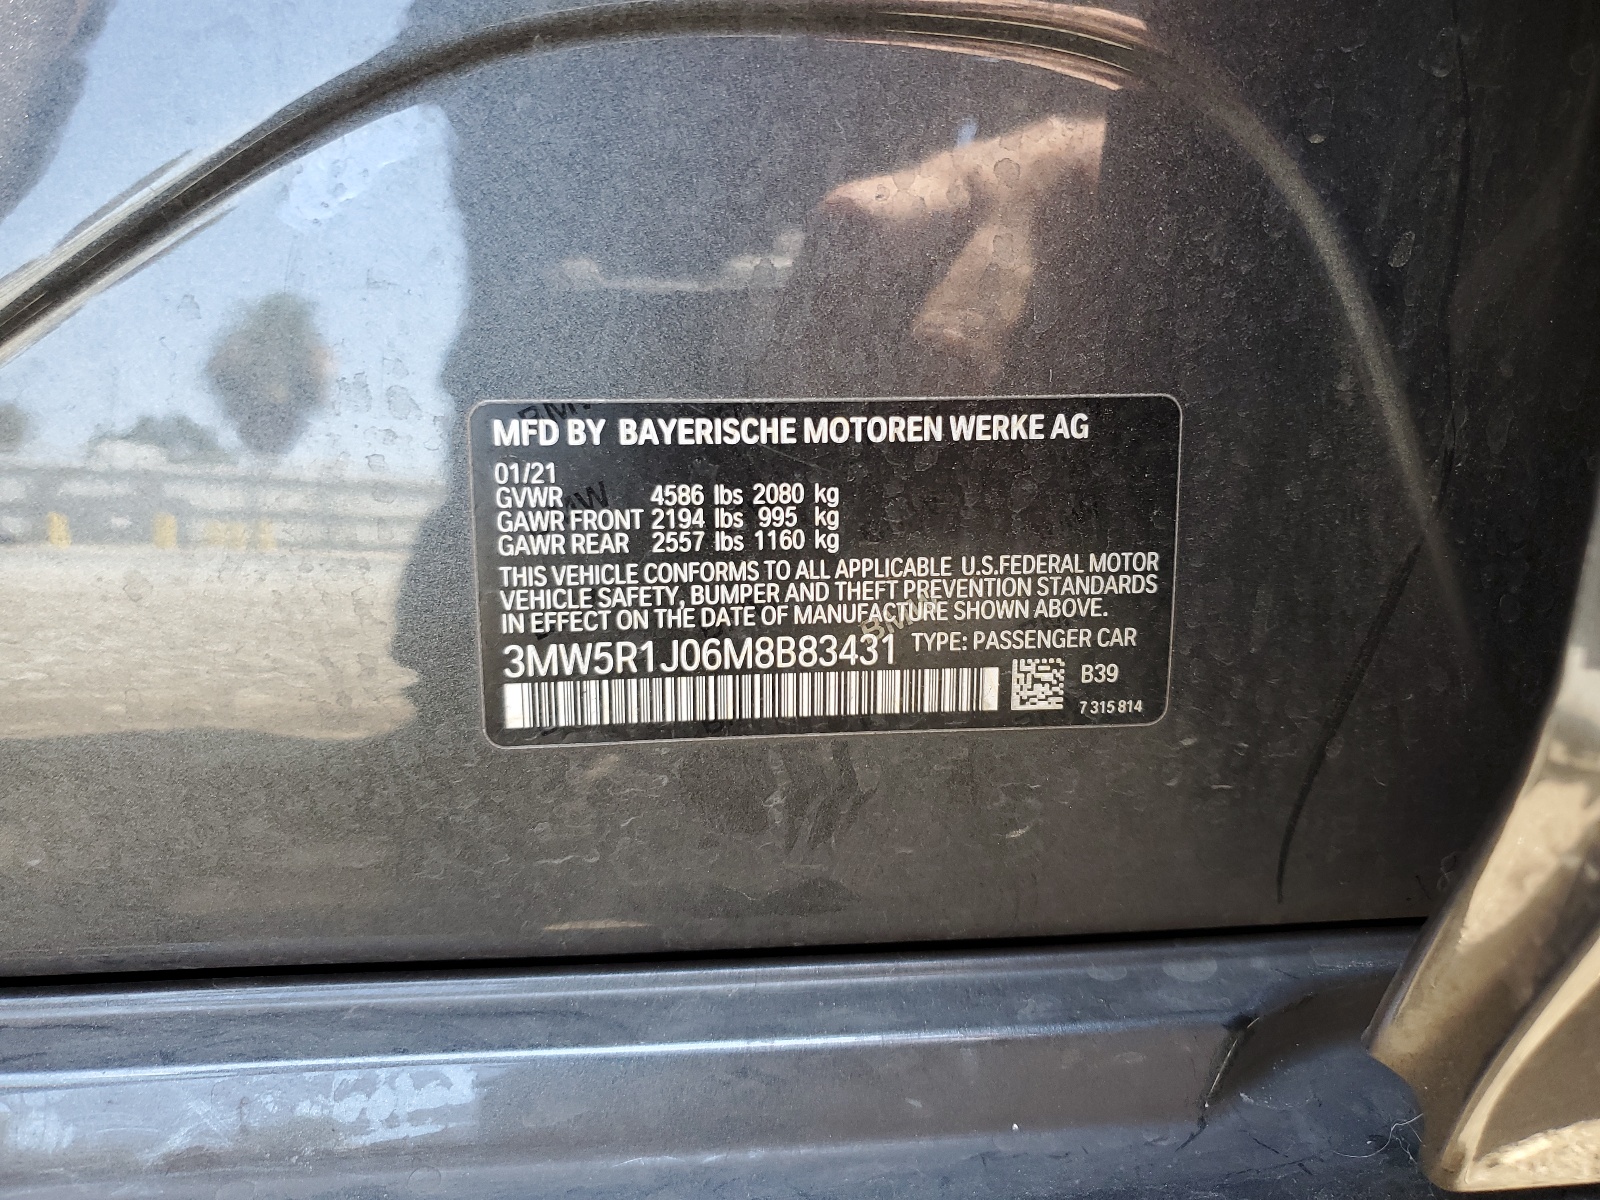 MFD BY BAYERISCHE MOTOREN WERKE AG
01/21
GVWR 4586 lbs 2080 kg
GAWR FRONT 2194 lbs 995 kg
GAWR REAR 2557 lbs 1160 kg
THIS VEHICLE CONFORMS TO ALL APPLICABLE U.S.FEDERAL MOTOR
VEHICLE SAFETY, BUMPER AND THEFT PREVENTION STANDARDS
IN EFFECT ON THE DATE OF MANUFACTURE SHOWN ABOVE.
3MW5R1J06M8B83431 TYPE: PASSENGER CAR
B39
7 315 814